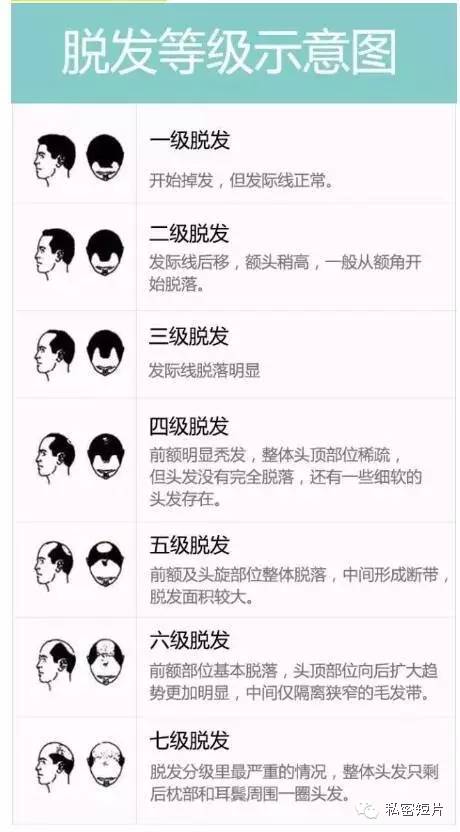 脱发等级示意图
一级脱发
开始掉发，但发际线正常。
二级脱发
发际线后移，额头稍高，一般从额角开
始脱落。
三级脱发
发际线脱落明显
四级脱发
前额明显秃发，整体头顶部位稀疏，
但头发没有完全脱落，还有一些细软的
头发存在。
五级脱发
前额及头旋部位整体脱落，中间形成断带，
脱发面积较大。
六级脱发
前额部位基本脱落，头顶部位向后扩大趋
势更加明显，中间仅隔离狭窄的毛发带。
七级脱发
脱发分级里最严重的情况，整体头发只剩
后枕部和耳鬓周围一圈头发。
私密短片